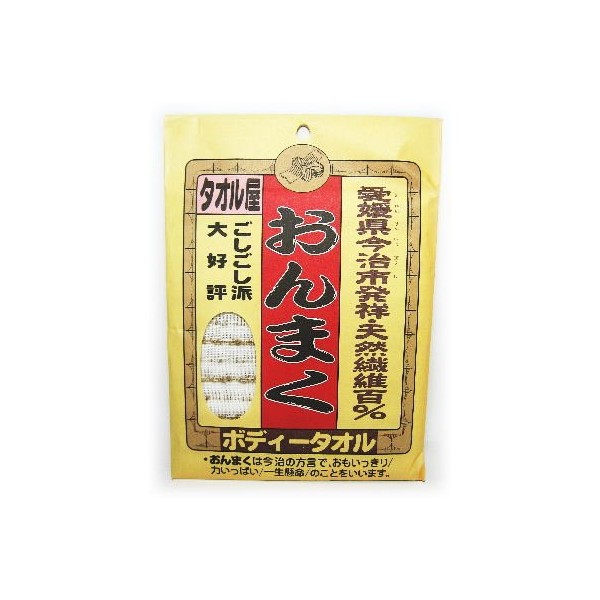 愛媛県今治市発祥・天然繊維百%
おんまく
タオル屋
ごしごし派
大好評
ボディータオル
・おんまくは今治の方言で、おもいっきり/
力いっぱい/一生懸命/のことをいいます。